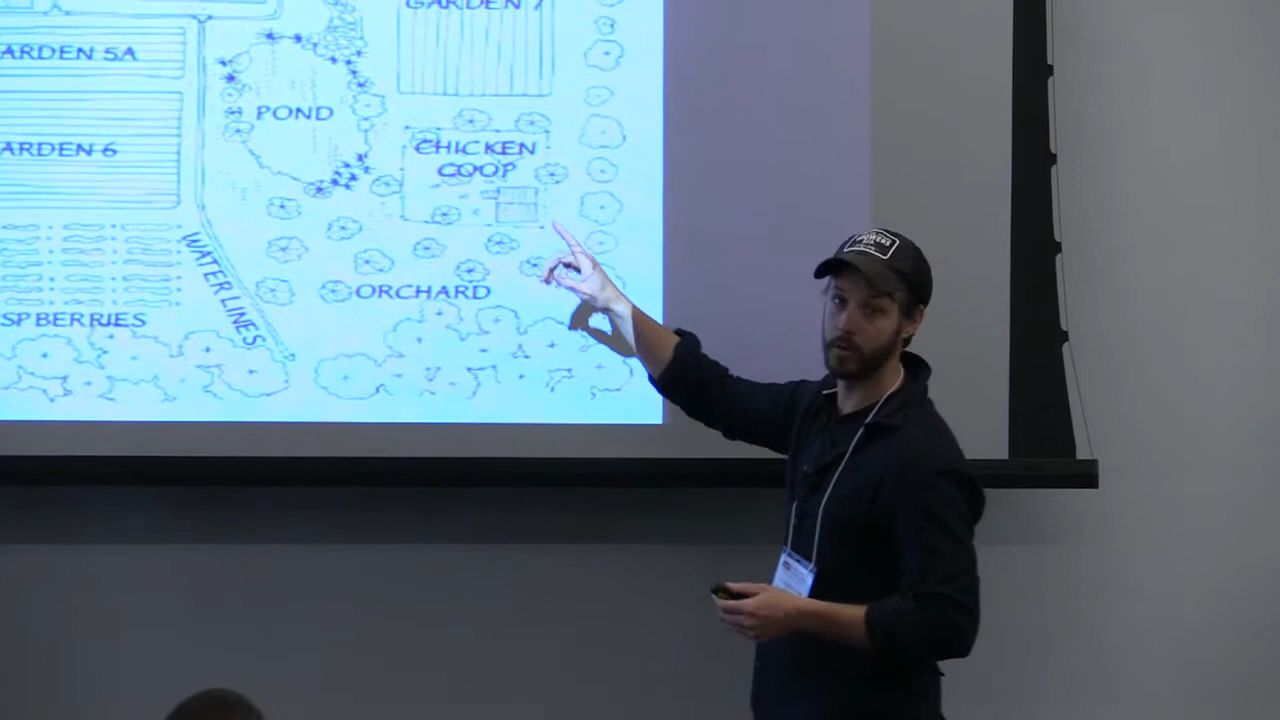 GARDEN 7
ARDEN 5A
POND
ARDEN 6
CHICKEN
COOP
WATER LINES
ORCHARD
SPBERRIES